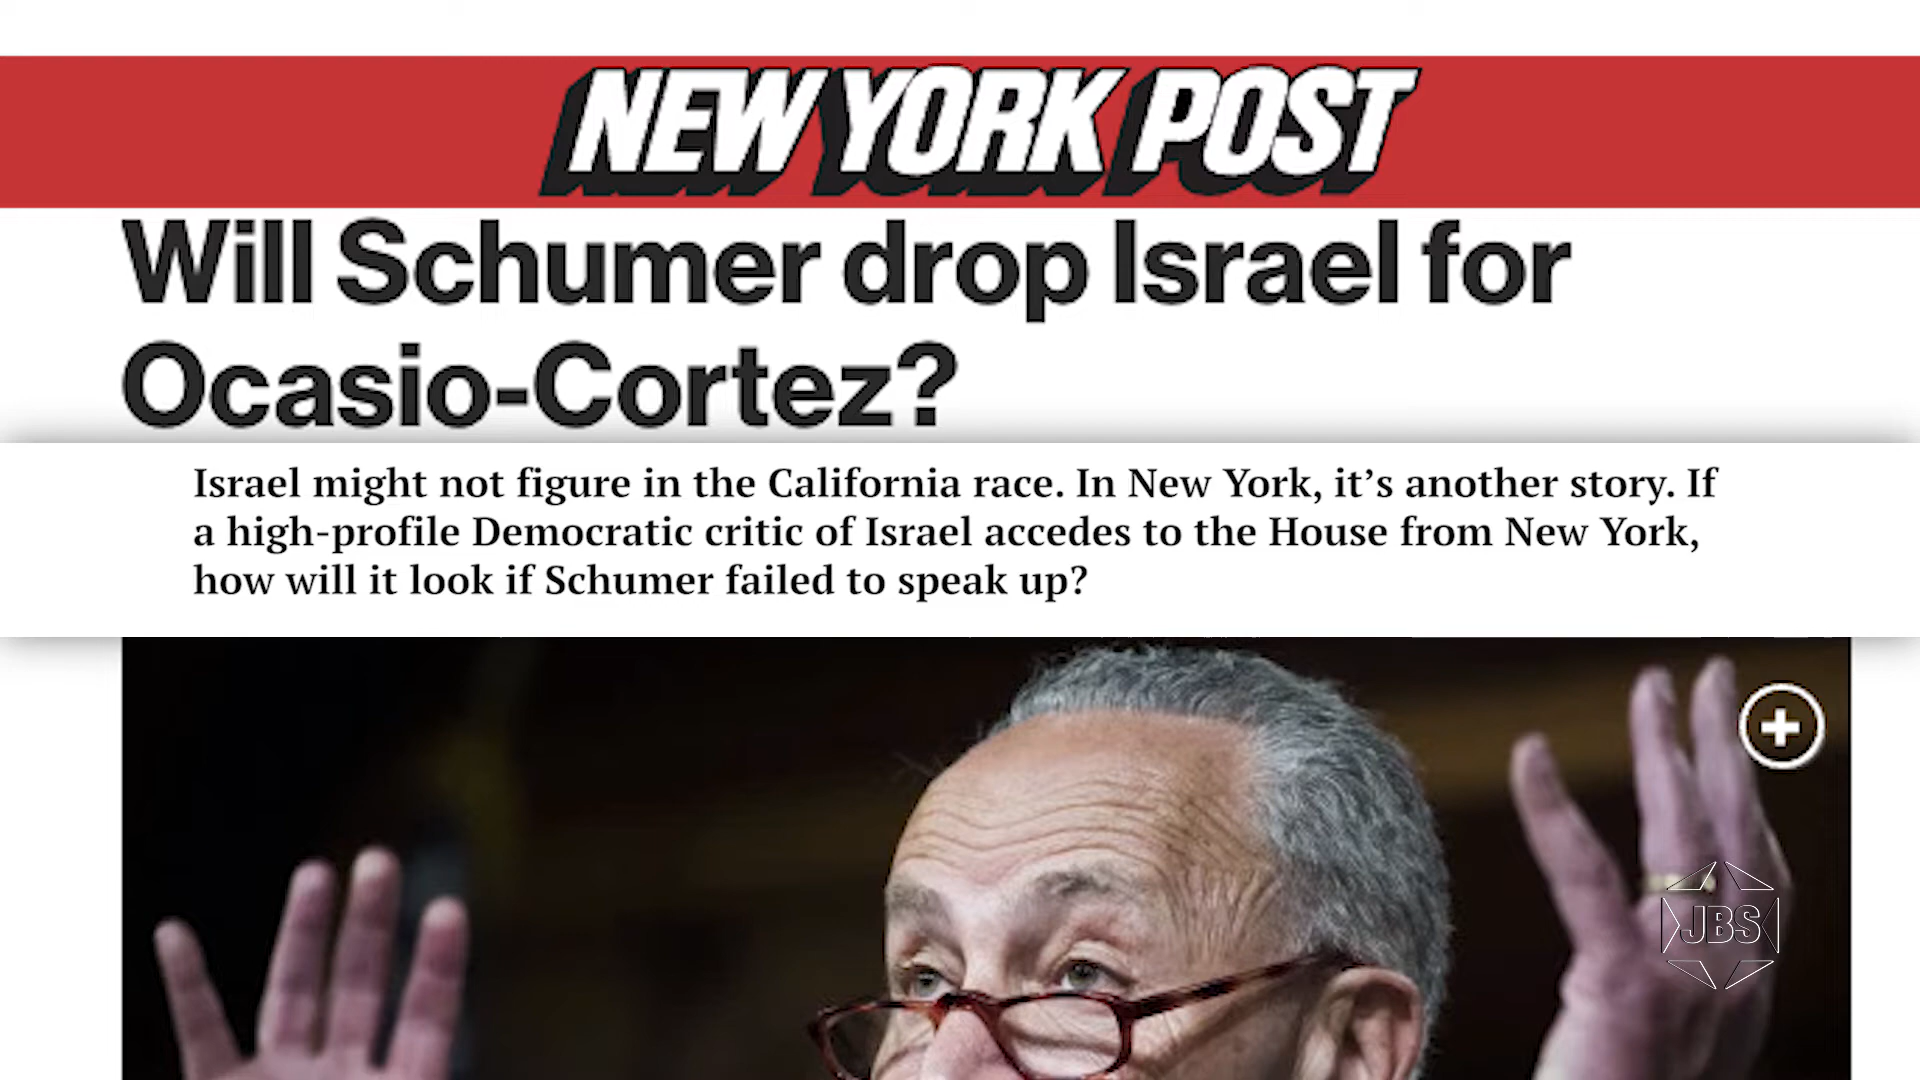 NEW YORK POST
Will Schumer drop Israel for
Ocasio-Cortez?
Israel might not figure in the California race. In New York, it’s another story. If
a high-profile Democratic critic of Israel accedes to the House from New York,
how will it look if Schumer failed to speak up?
JBS